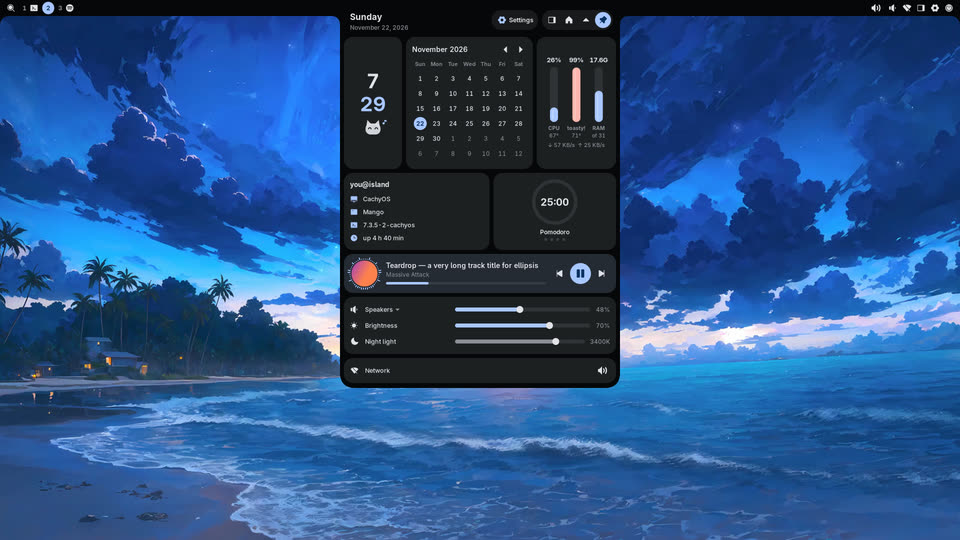 1
2
3
Sunday
November 22, 2026
Settings
7
29
November 2026
Sun Mon Tue Wed Thu Fri Sat
1 2 3 4 5 6 7
8 9 10 11 12 13 14
15 16 17 18 19 20 21
22 23 24 25 26 27 28
29 30 1 2 3 4 5
6 7 8 9 10 11 12
26% 99% 17.6G
CPU toasty! RAM
67° 71° of 31
↓ 57 KB/s ↑ 25 KB/s
you@island
CachyOS
Mango
7.3.5-2-cachyos
up 4 h 40 min
25:00
Pomodoro
Teardrop — a very long track title for ellipsis
Massive Attack
Speakers 48%
Brightness 70%
Night light 3400K
Network